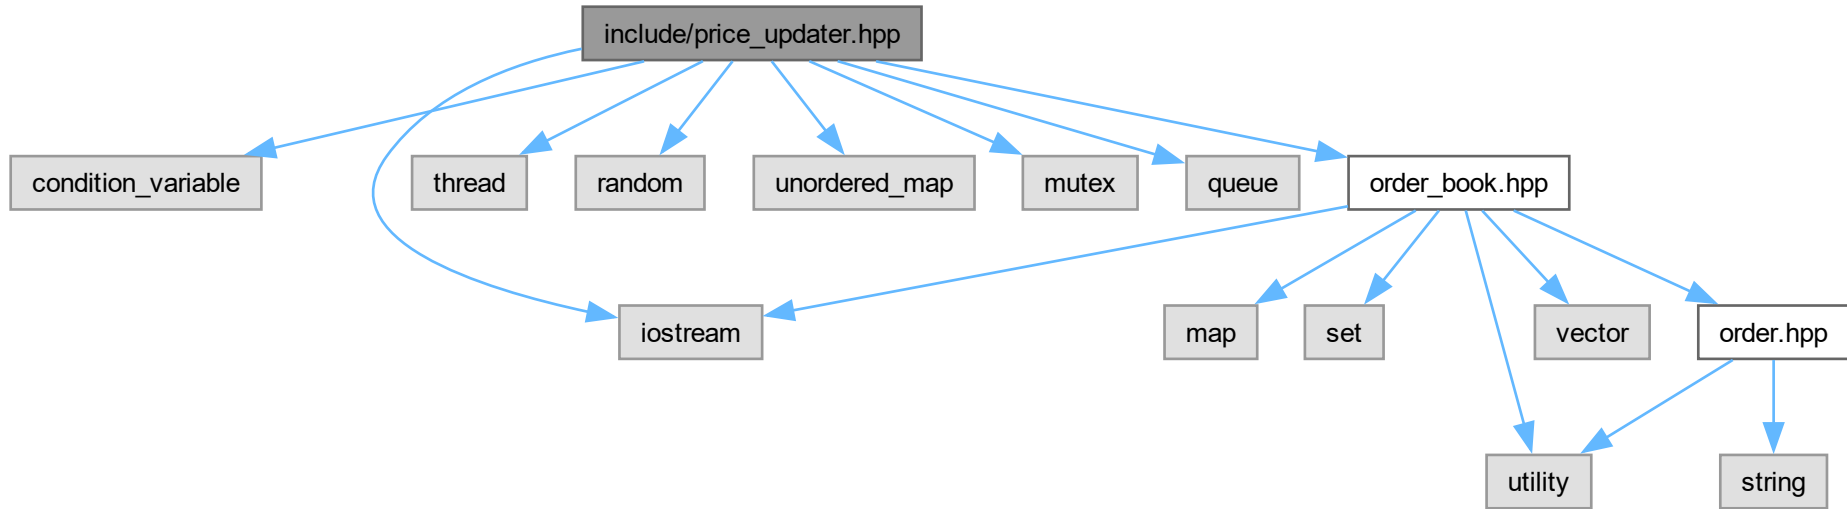 include/price_updater.hpp
condition_variable
thread
random
unordered_map
mutex
queue
order_book.hpp
iostream
map
set
vector
order.hpp
utility
string